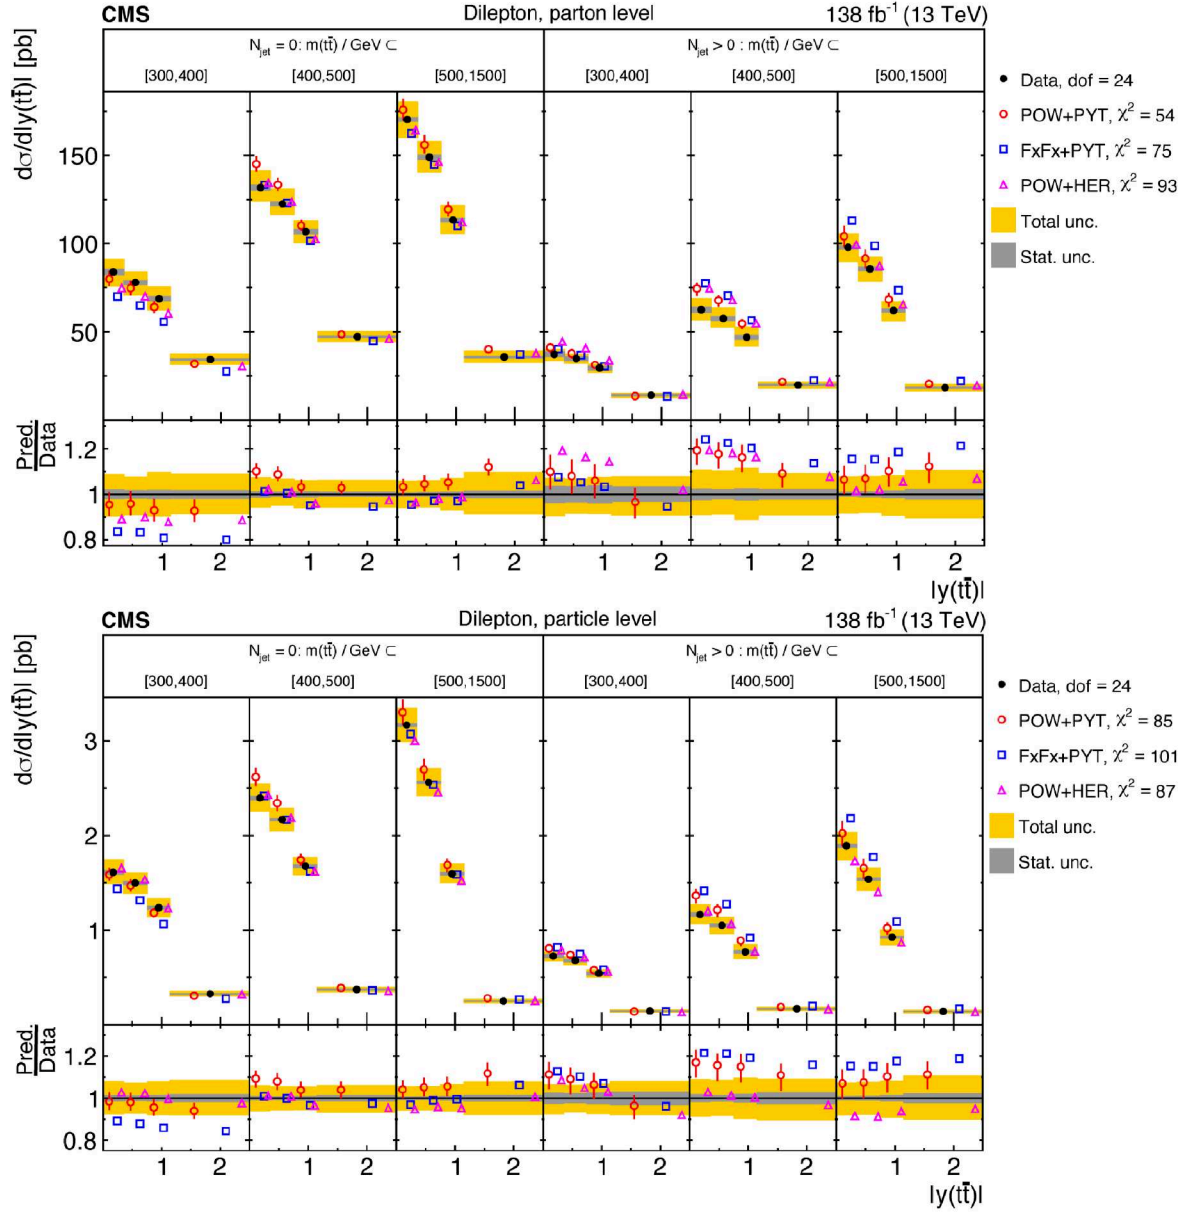 CMS Dilepton, parton level 138 fb⁻¹ (13 TeV)
N_jet = 0 : m(tt̄) / GeV ⊂ N_jet > 0 : m(tt̄) / GeV ⊂
[300,400] [400,500] [500,1500] [300,400] [400,500] [500,1500]
dσ/d|y(tt̄)| [pb]
150
100
50
Data, dof = 24
POW+PYT, χ² = 54
FxFx+PYT, χ² = 75
POW+HER, χ² = 93
Total unc.
Stat. unc.
Pred.
Data
1.2
1
0.8
1 2 1 2 1 2 1 2 1 2 1 2
|y(tt̄)|
CMS Dilepton, particle level 138 fb⁻¹ (13 TeV)
N_jet = 0 : m(tt̄) / GeV ⊂ N_jet > 0 : m(tt̄) / GeV ⊂
[300,400] [400,500] [500,1500] [300,400] [400,500] [500,1500]
dσ/d|y(tt̄)| [pb]
3
2
1
Data, dof = 24
POW+PYT, χ² = 85
FxFx+PYT, χ² = 101
POW+HER, χ² = 87
Total unc.
Stat. unc.
Pred.
Data
1.2
1
0.8
1 2 1 2 1 2 1 2 1 2 1 2
|y(tt̄)|